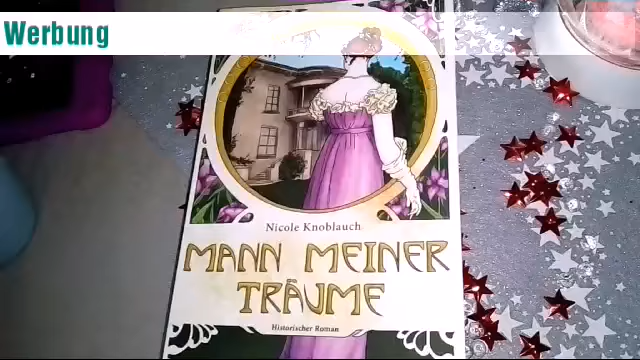 Werbung
Nicole Knoblauch
MANN MEINER
TRÄUME
Historischer Roman